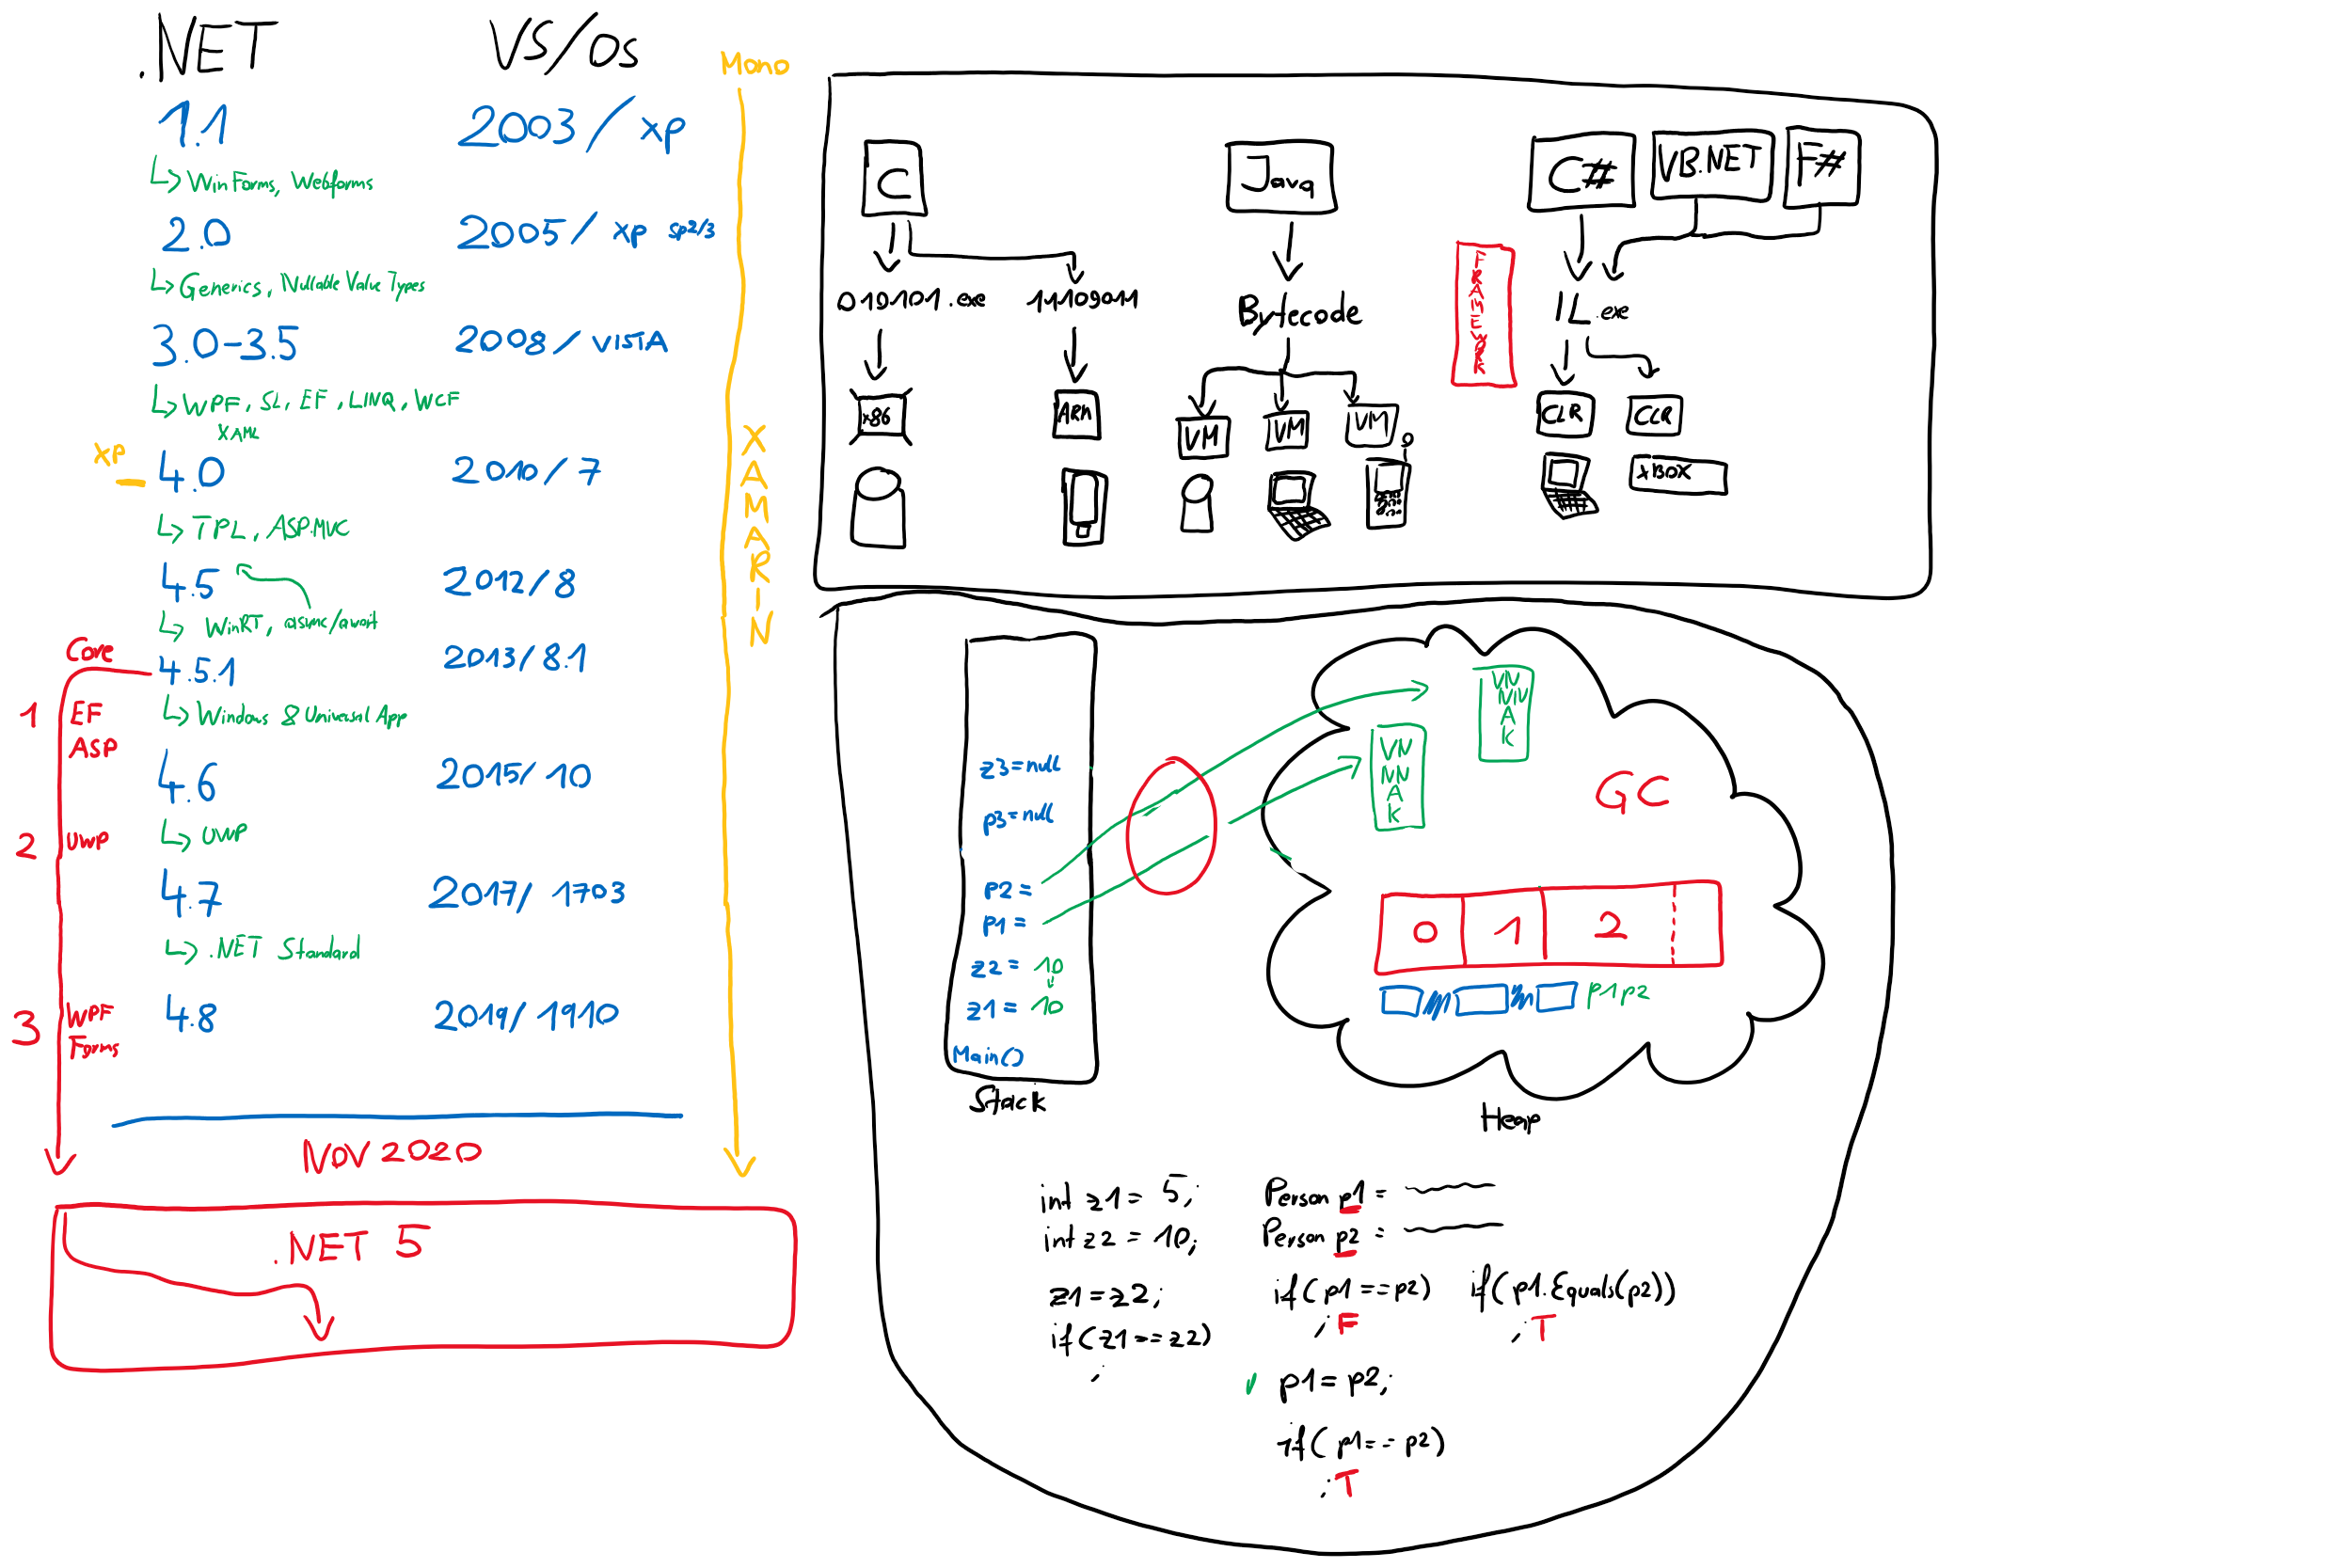 .NET VS/OS
Mono
1.1 2003/ XP
↳ WinForms, Webforms
2.0 2005/ XP SP2/3
↳ Generics, Nullable Value Types
3.0-3.5 2008/ VISTA
↳ WPF, SL, EF, LINQ, WCF
XAML
XP
4.0 2010/7
↳ TPL, ASP.MVC
4.5 2012/8
↳ WinRT, async/await
Core
4.5.1 2013/8.1
1 EF
ASP
↳ Windows & Universal App
4.6 2015/10
2 UWP
↳ UWP
4.7 2017/ 1703
↳ .NET Standard
3 WPF
Forms
4.8 2019/ 1910
XAMARIN
NOV 2020
.NET 5
C
Java
C# VB.NET F#
010101.exe
Bytecode
FRAMEWORK
IL.exe
x86 ARM
VM VM VM
CLR CLR
XBOX
z3=null
p3=null
p2 =
p1 =
z2 = 10
z1 = 10
Main()
Stack
VN
NN
A
K
VN
NN
A
K
GC
0 1 2
p1 p2
Heap
int z1 = 5;
int z2 = 10;
z1=z2;
if(z1==z2)
;
Person p1 =
Person p2 =
if(p1==p2)
; F
if(p1.Equals(p2))
; T
p1=p2;
if(p1==p2)
; T